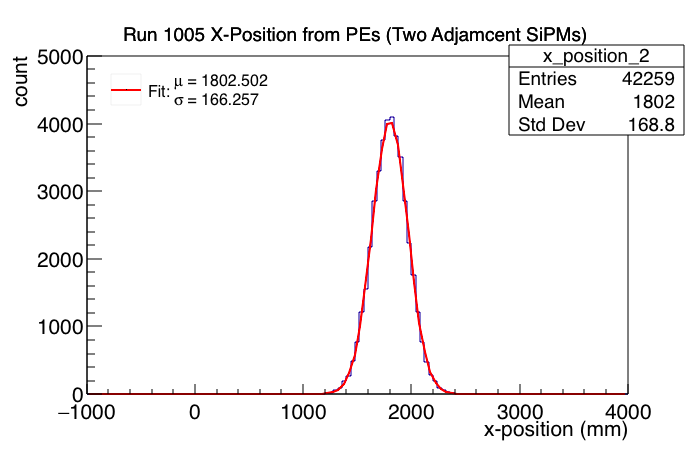 Run 1005 X-Position from PEs (Two Adjamcent SiPMs)
x_position_2
Entries 42259
Mean 1802
Std Dev 168.8
Fit: μ = 1802.502
σ = 166.257
count
5000
4000
3000
2000
1000
0
−1000 0 1000 2000 3000 4000
x-position (mm)